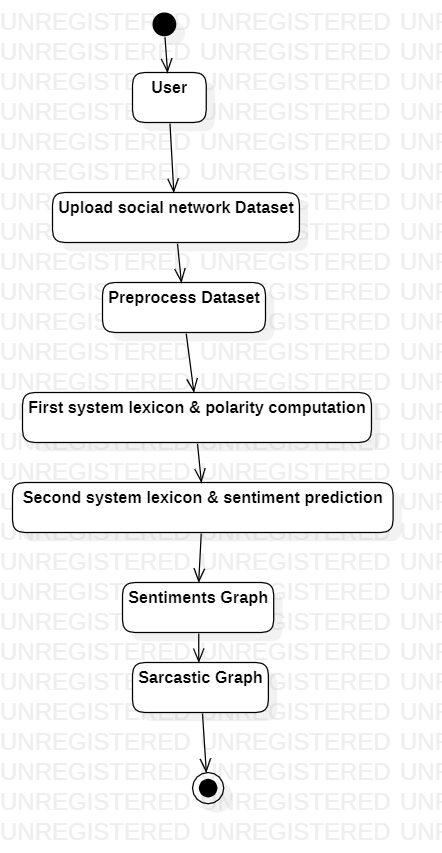 User
Upload social network Dataset
Preprocess Dataset
First system lexicon & polarity computation
Second system lexicon & sentiment prediction
Sentiments Graph
Sarcastic Graph
UNREGISTERED